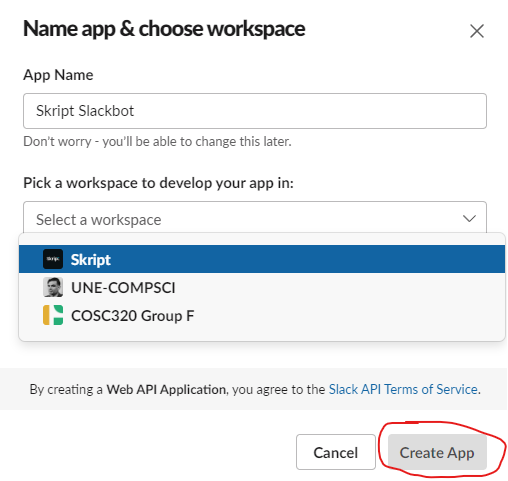 Name app & choose workspace
App Name
Skript Slackbot
Don't worry - you'll be able to change this later.
Pick a workspace to develop your app in:
Select a workspace
Skript
UNE-COMPSCI
COSC320 Group F
By creating a Web API Application, you agree to the Slack API Terms of Service.
Cancel
Create App